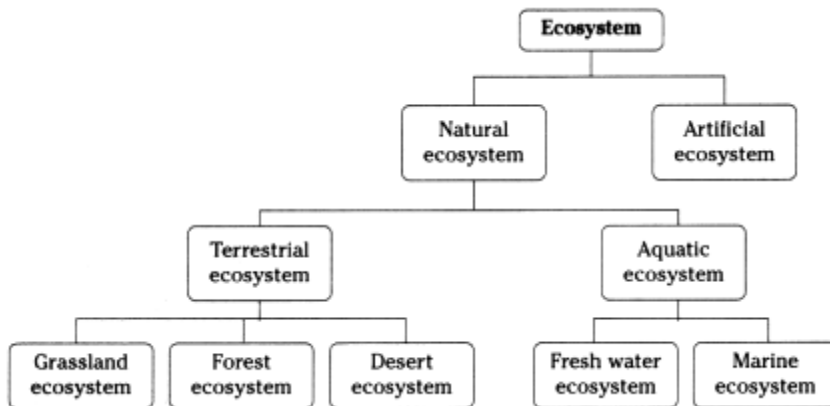 Ecosystem
Natural
ecosystem
Artificial
ecosystem
Terrestrial
ecosystem
Aquatic
ecosystem
Grassland
ecosystem
Forest
ecosystem
Desert
ecosystem
Fresh water
ecosystem
Marine
ecosystem